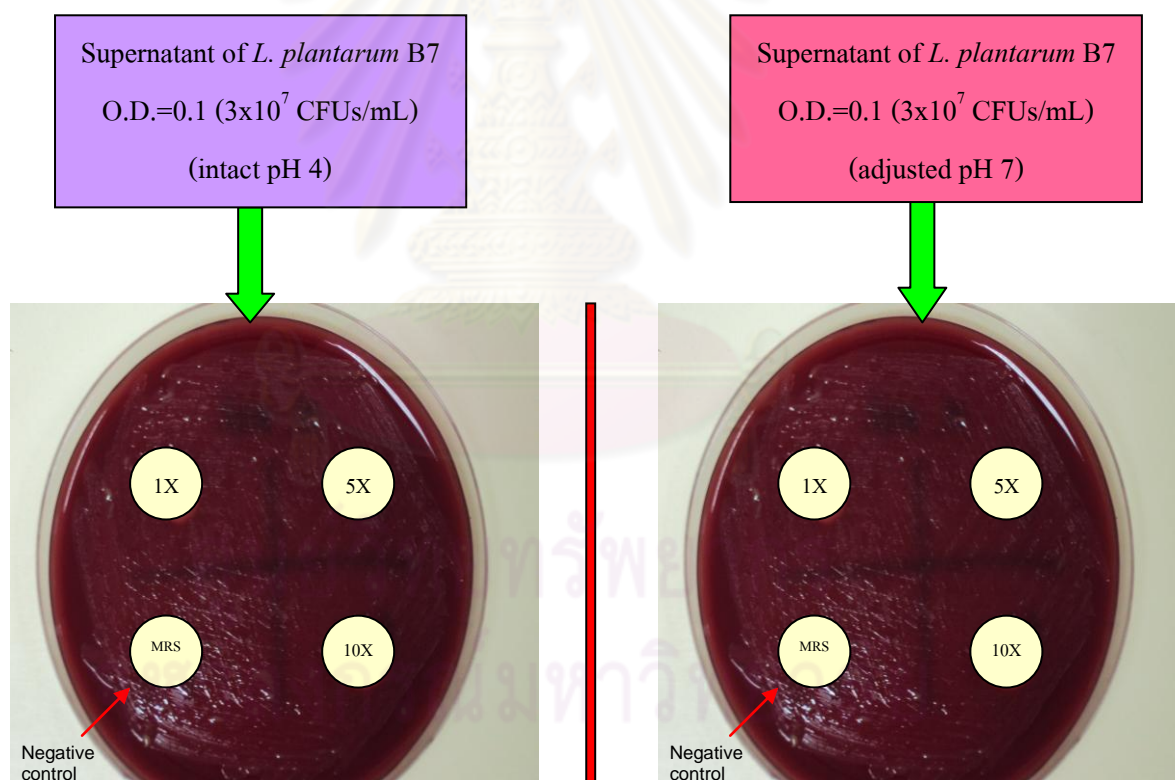 Supernatant of L. plantarum B7
O.D.=0.1 (3x10⁷ CFUs/mL)
(intact pH 4)
Supernatant of L. plantarum B7
O.D.=0.1 (3x10⁷ CFUs/mL)
(adjusted pH 7)
1X
5X
MRS
10X
Negative
control
1X
5X
MRS
10X
Negative
control